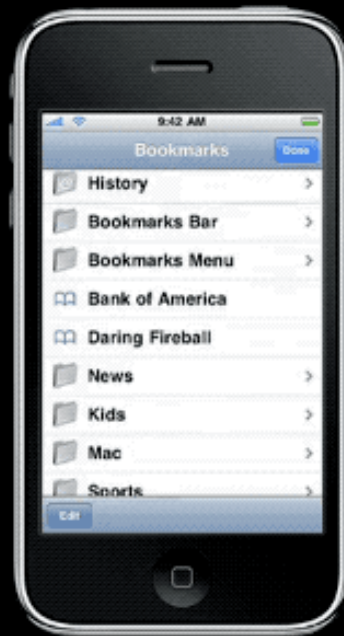 9:42 AM
Bookmarks
Done
History
Bookmarks Bar
Bookmarks Menu
Bank of America
Daring Fireball
News
Kids
Mac
Sports
Edit